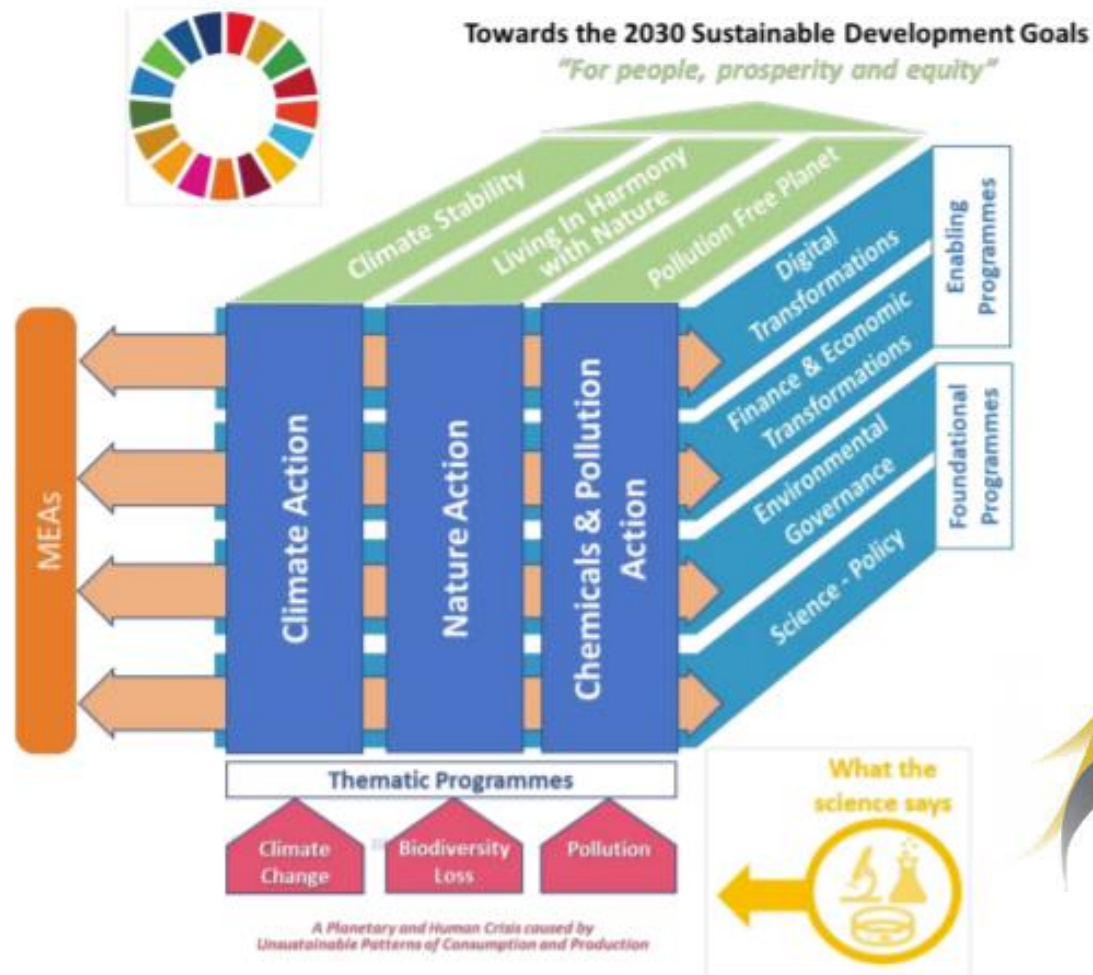 Towards the 2030 Sustainable Development Goals
"For people, prosperity and equity"
Climate Stability
Living in Harmony
with Nature
Pollution Free Planet
Digital
Transformations
Finance & Economic
Transformations
Environmental
Governance
Science - Policy
Enabling
Programmes
Foundational
Programmes
MEAs
Climate Action
Nature Action
Chemicals & Pollution
Action
Thematic Programmes
Climate
Change
Biodiversity
Loss
Pollution
A Planetary and Human Crisis caused by
Unsustainable Patterns of Consumption and Production
What the
science says